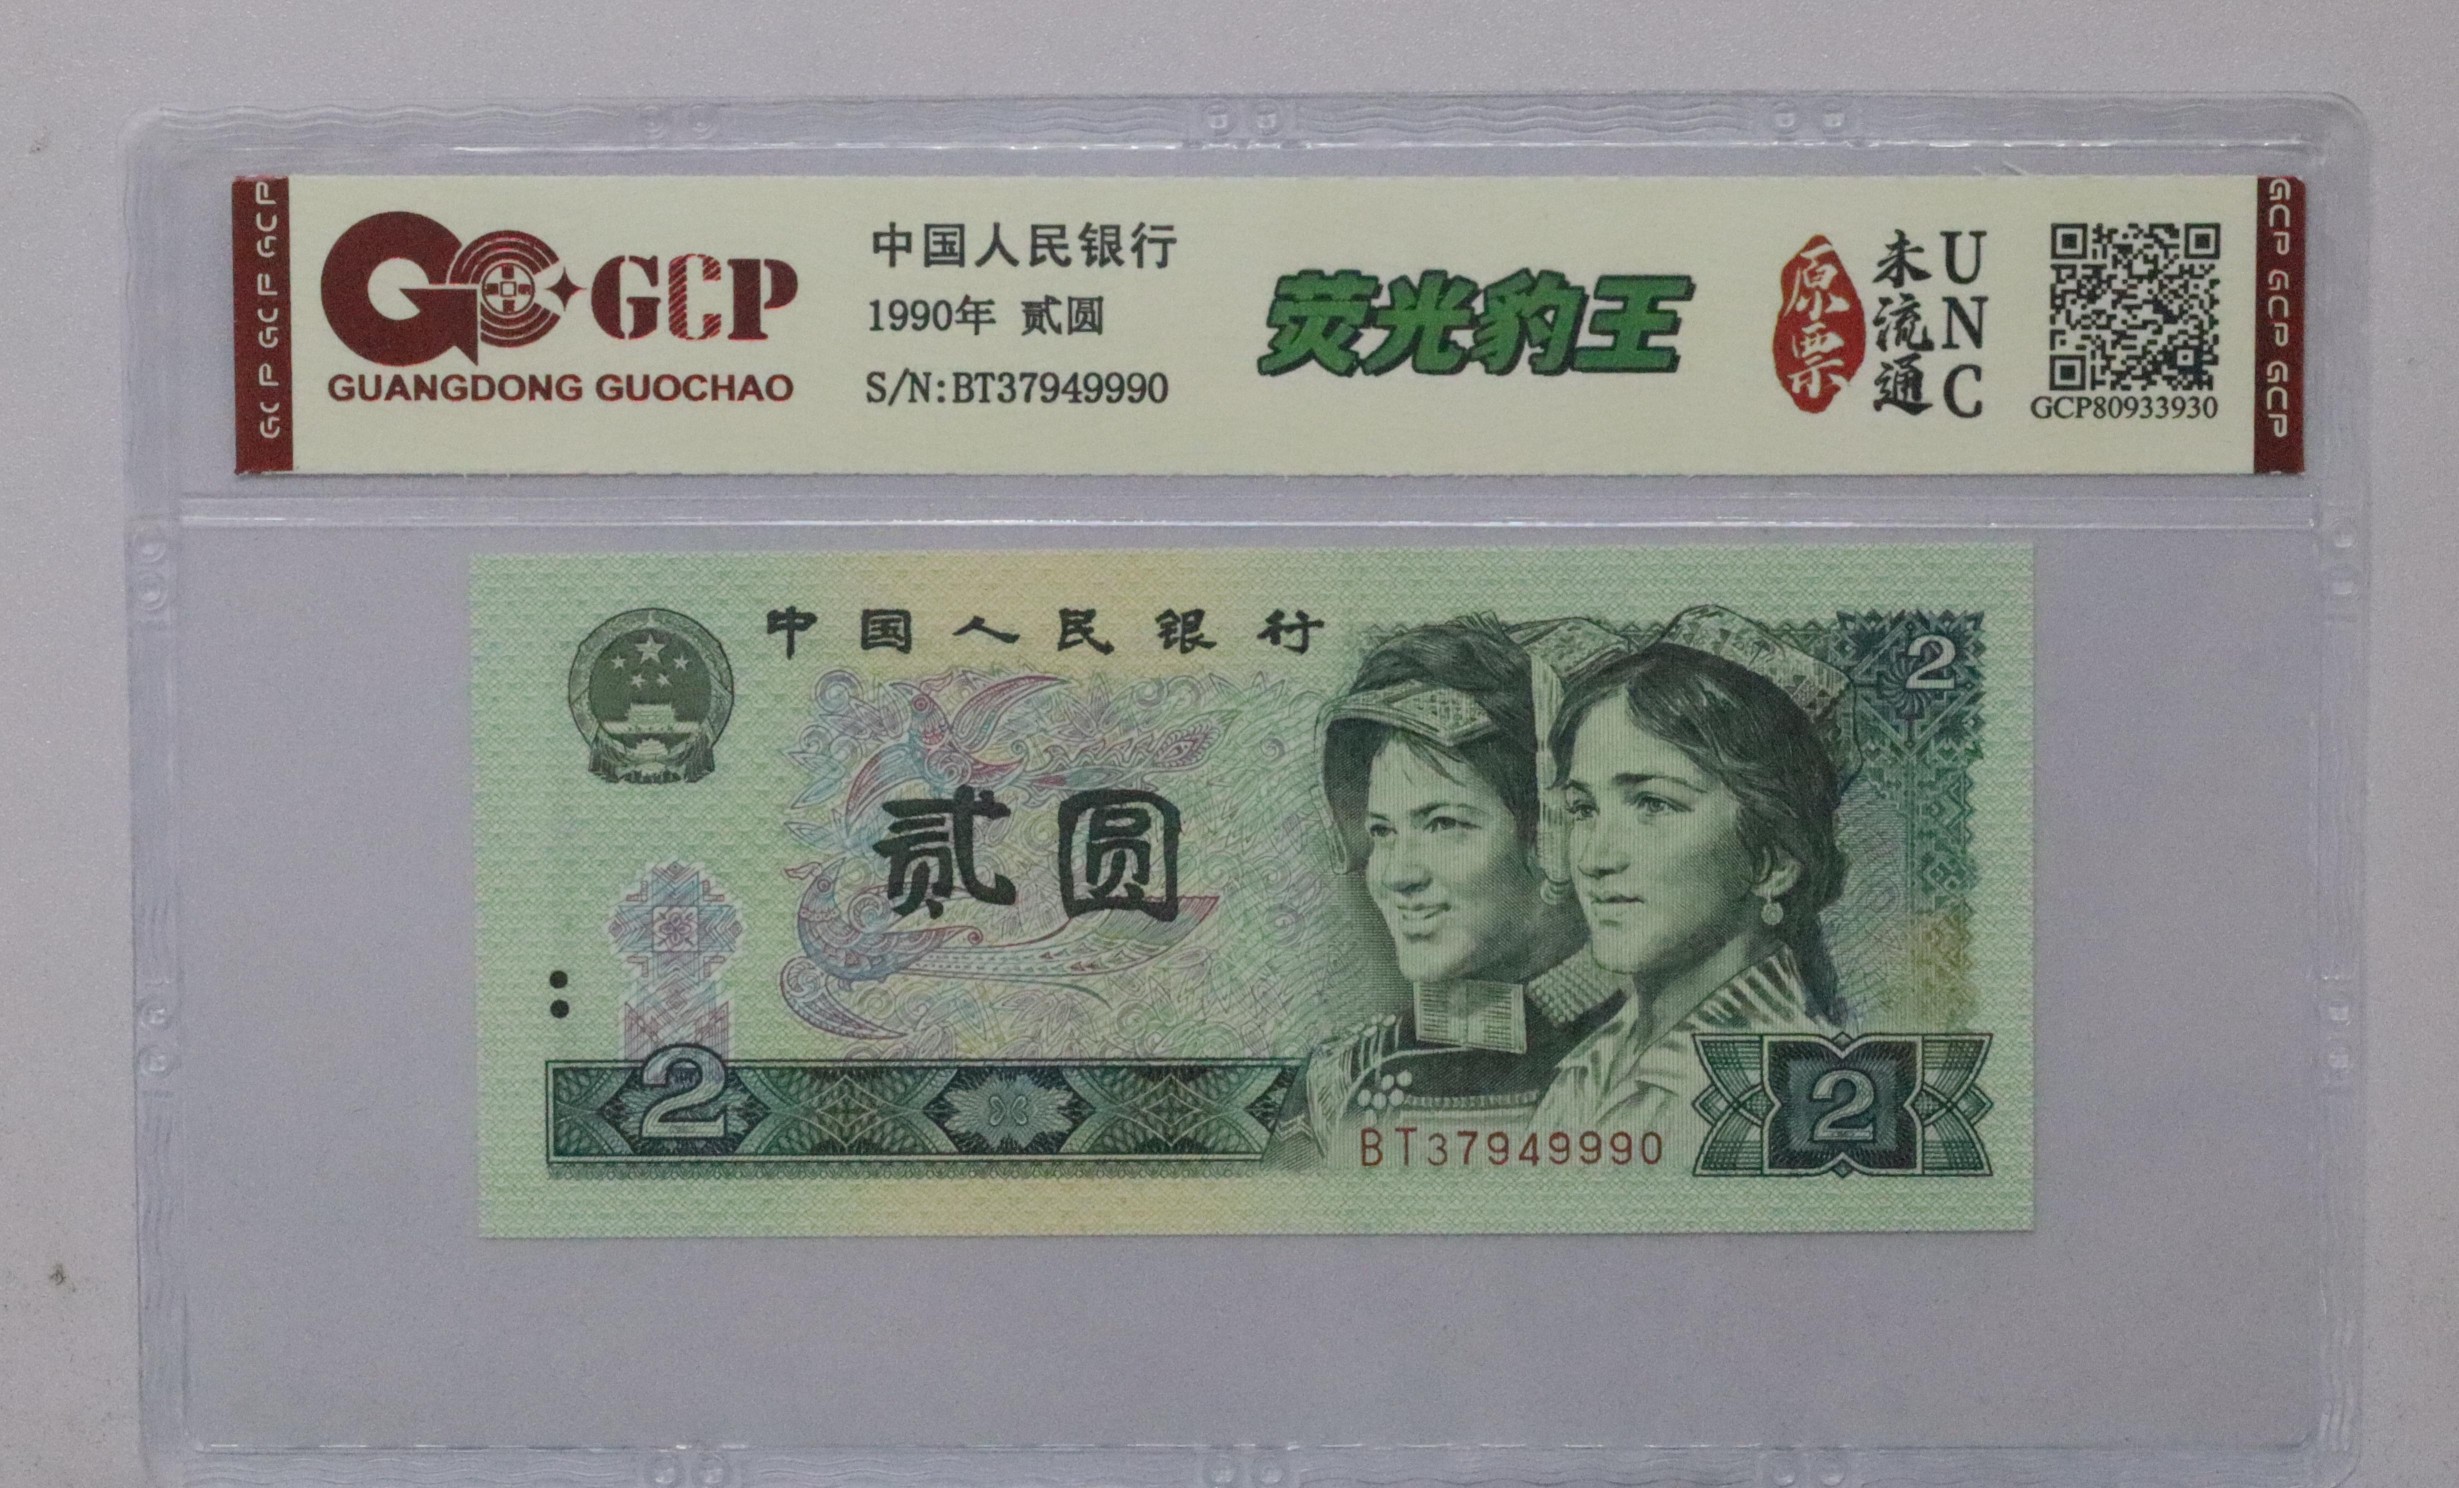 GCP GCP GCP GCP
GCP
GUANGDONG GUOCHAO
中国人民银行
1990年 贰圆
S/N:BT37949990
荧光豹王
原票
未流通
UNC
GCP80933930
GCP GCP GCP GCP
中国人民银行
2
贰圆
2
BT37949990
2